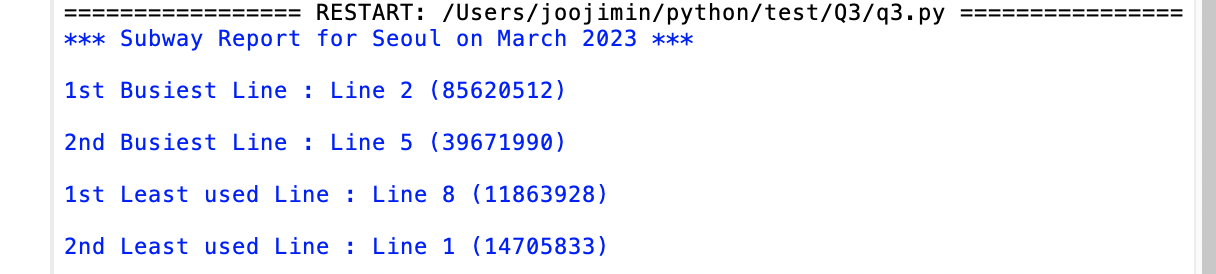 ================= RESTART: /Users/joojimin/python/test/Q3/q3.py ================
*** Subway Report for Seoul on March 2023 ***
1st Busiest Line : Line 2 (85620512)
2nd Busiest Line : Line 5 (39671990)
1st Least used Line : Line 8 (11863928)
2nd Least used Line : Line 1 (14705833)